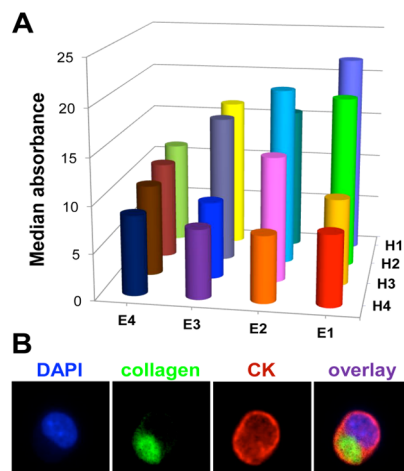 A
Median absorbance
25
20
15
10
5
0
E4 E3 E2 E1
H1
H2
H3
H4
B
DAPI collagen CK overlay